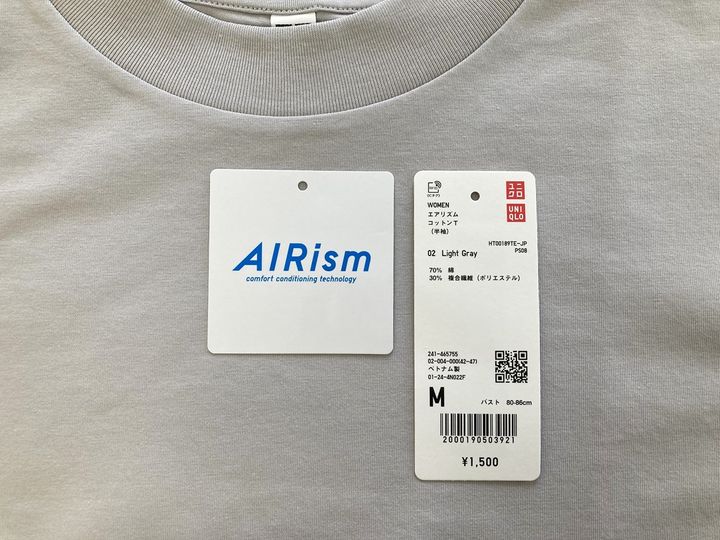 AIRism
comfort conditioning technology
WOMEN
エアリズム
コットンT
(半袖)
ユニ
クロ
UNI
QLO
HT00189TE-JP
PS08
02 Light Gray
70% 綿
30% 複合繊維 (ポリエステル)
241-465755
02-004-000(42-47)
ベトナム製
01-24-4N022F
M
バスト 80-86cm
2000190503921
¥1,500